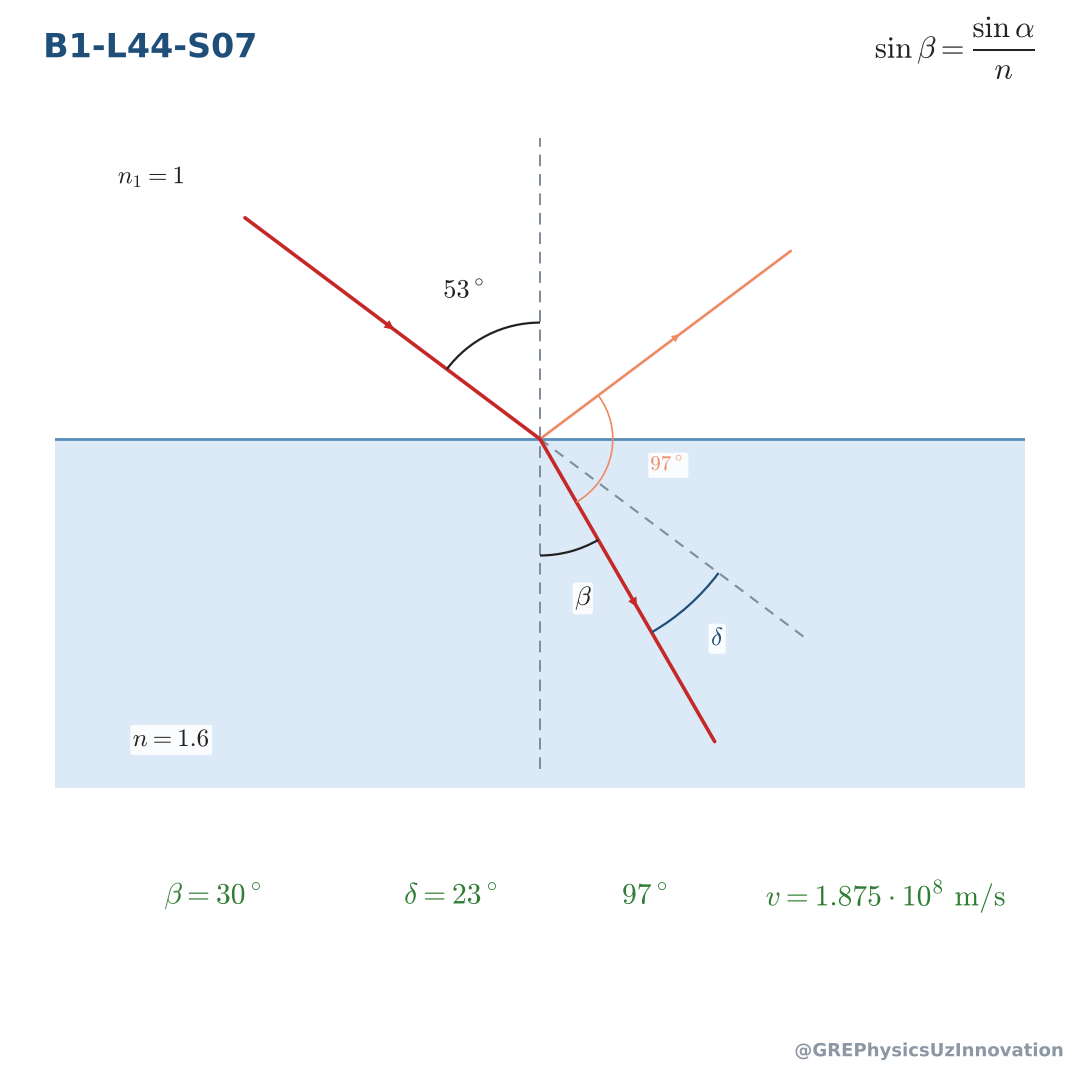 B1-L44-S07
sin β = sin α / n
n₁ = 1
53°
97°
β
δ
n = 1.6
β = 30° δ = 23° 97° v = 1.875 · 10⁸ m/s
@GREPhysicsUzInnovation